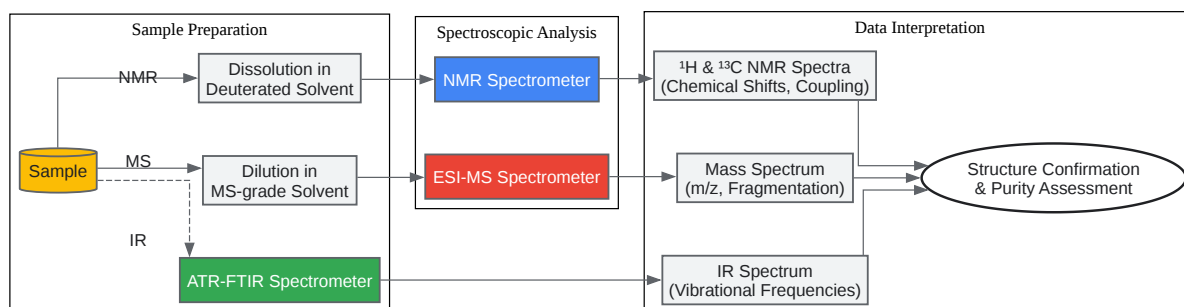 Sample Preparation
Spectroscopic Analysis
Data Interpretation
NMR
Dissolution in
Deuterated Solvent
NMR Spectrometer
¹H & ¹³C NMR Spectra
(Chemical Shifts, Coupling)
Sample
MS
Dilution in
MS-grade Solvent
ESI-MS Spectrometer
Mass Spectrum
(m/z, Fragmentation)
Structure Confirmation
& Purity Assessment
IR
ATR-FTIR Spectrometer
IR Spectrum
(Vibrational Frequencies)